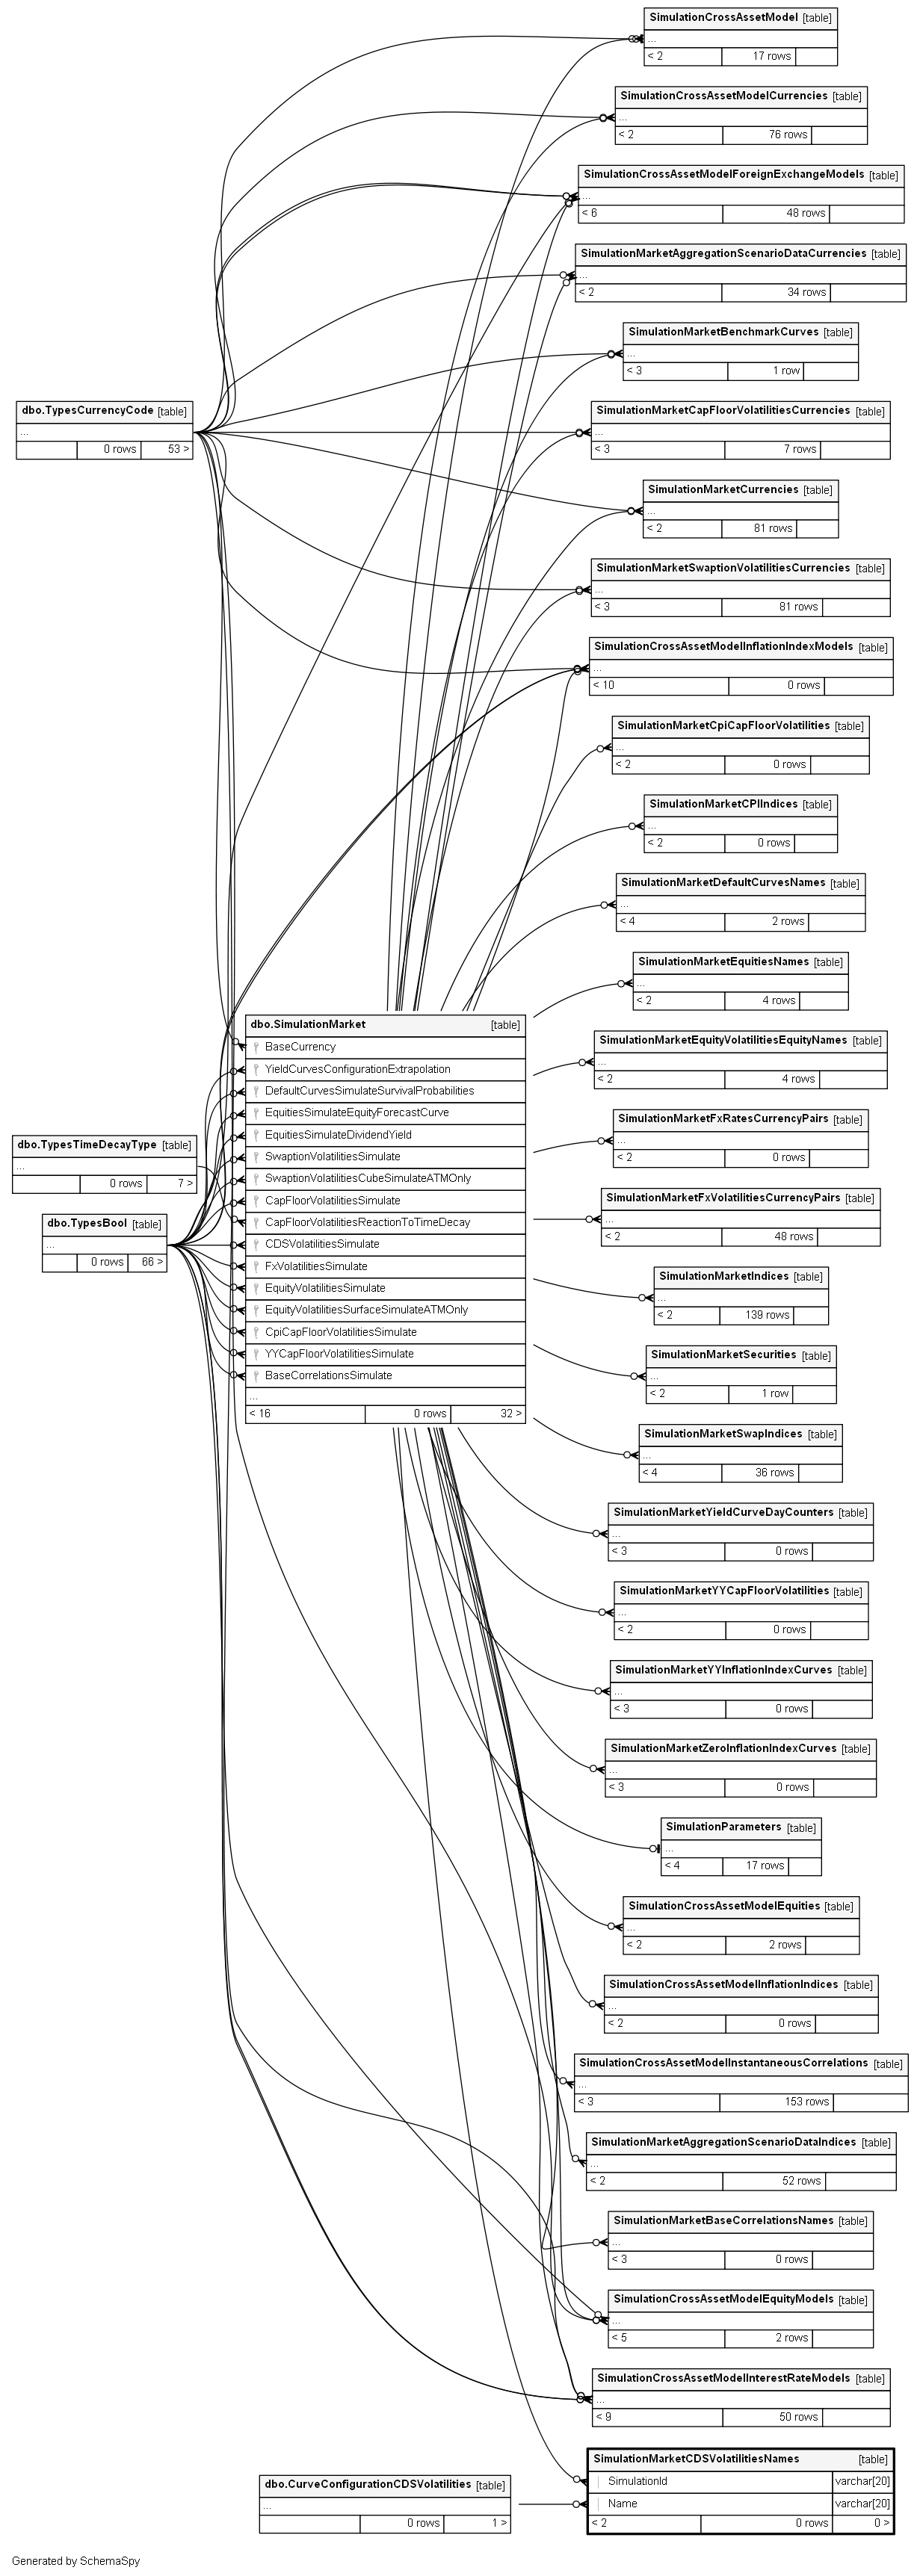 SimulationCrossAssetModel [table]
...
< 2 17 rows
SimulationCrossAssetModelCurrencies [table]
...
< 2 76 rows
SimulationCrossAssetModelForeignExchangeModels [table]
...
< 6 48 rows
SimulationMarketAggregationScenarioDataCurrencies [table]
...
< 2 34 rows
SimulationMarketBenchmarkCurves [table]
...
< 3 1 row
dbo.TypesCurrencyCode [table]
...
0 rows 53 >
SimulationMarketCapFloorVolatilitiesCurrencies [table]
...
< 3 7 rows
SimulationMarketCurrencies [table]
...
< 2 81 rows
SimulationMarketSwaptionVolatilitiesCurrencies [table]
...
< 3 81 rows
SimulationCrossAssetModelInflationIndexModels [table]
...
< 10 0 rows
SimulationMarketCpiCapFloorVolatilities [table]
...
< 2 0 rows
SimulationMarketCPIIndices [table]
...
< 2 0 rows
SimulationMarketDefaultCurvesNames [table]
...
< 4 2 rows
SimulationMarketEquitiesNames [table]
...
< 2 4 rows
dbo.SimulationMarket [table]
BaseCurrency
YieldCurvesConfigurationExtrapolation
DefaultCurvesSimulateSurvivalProbabilities
EquitiesSimulateEquityForecastCurve
EquitiesSimulateDividendYield
SwaptionVolatilitiesSimulate
SwaptionVolatilitiesCubeSimulateATMOnly
CapFloorVolatilitiesSimulate
CapFloorVolatilitiesReactionToTimeDecay
CDSVolatilitiesSimulate
FxVolatilitiesSimulate
EquityVolatilitiesSimulate
EquityVolatilitiesSurfaceSimulateATMOnly
CpiCapFloorVolatilitiesSimulate
YYCapFloorVolatilitiesSimulate
BaseCorrelationsSimulate
...
< 16 0 rows 32 >
SimulationMarketEquityVolatilitiesEquityNames [table]
...
< 2 4 rows
SimulationMarketFxRatesCurrencyPairs [table]
...
< 2 0 rows
dbo.TypesTimeDecayType [table]
...
0 rows 7 >
SimulationMarketFxVolatilitiesCurrencyPairs [table]
...
< 2 48 rows
dbo.TypesBool [table]
...
0 rows 66 >
SimulationMarketIndices [table]
...
< 2 139 rows
SimulationMarketSecurities [table]
...
< 2 1 row
SimulationMarketSwapIndices [table]
...
< 4 36 rows
SimulationMarketYieldCurveDayCounters [table]
...
< 3 0 rows
SimulationMarketYYCapFloorVolatilities [table]
...
< 2 0 rows
SimulationMarketYYInflationIndexCurves [table]
...
< 3 0 rows
SimulationMarketZeroInflationIndexCurves [table]
...
< 3 0 rows
SimulationParameters [table]
...
< 4 17 rows
SimulationCrossAssetModelEquities [table]
...
< 2 2 rows
SimulationCrossAssetModelInflationIndices [table]
...
< 2 0 rows
SimulationCrossAssetModelInstantaneousCorrelations [table]
...
< 3 153 rows
SimulationMarketAggregationScenarioDataIndices [table]
...
< 2 52 rows
SimulationMarketBaseCorrelationsNames [table]
...
< 3 0 rows
SimulationCrossAssetModelEquityModels [table]
...
< 5 2 rows
SimulationCrossAssetModelInterestRateModels [table]
...
< 9 50 rows
SimulationMarketCDSVolatilitiesNames [table]
SimulationId varchar[20]
Name varchar[20]
< 2 0 rows 0 >
dbo.CurveConfigurationCDSVolatilities [table]
...
0 rows 1 >
Generated by SchemaSpy